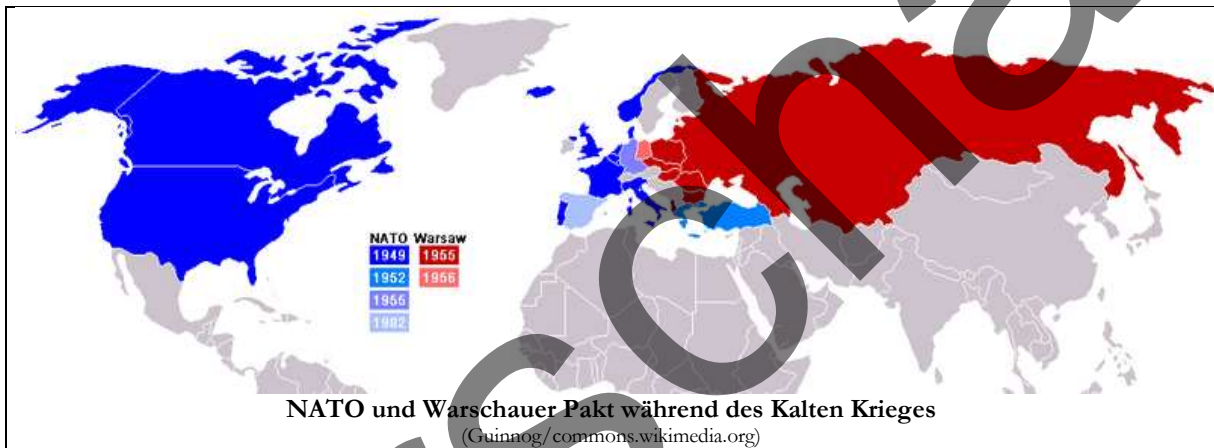 NATO Warsaw
1949 1955
1952 1956
1955
1982
NATO und Warschauer Pakt während des Kalten Krieges
(Guinnog/commons.wikimedia.org)